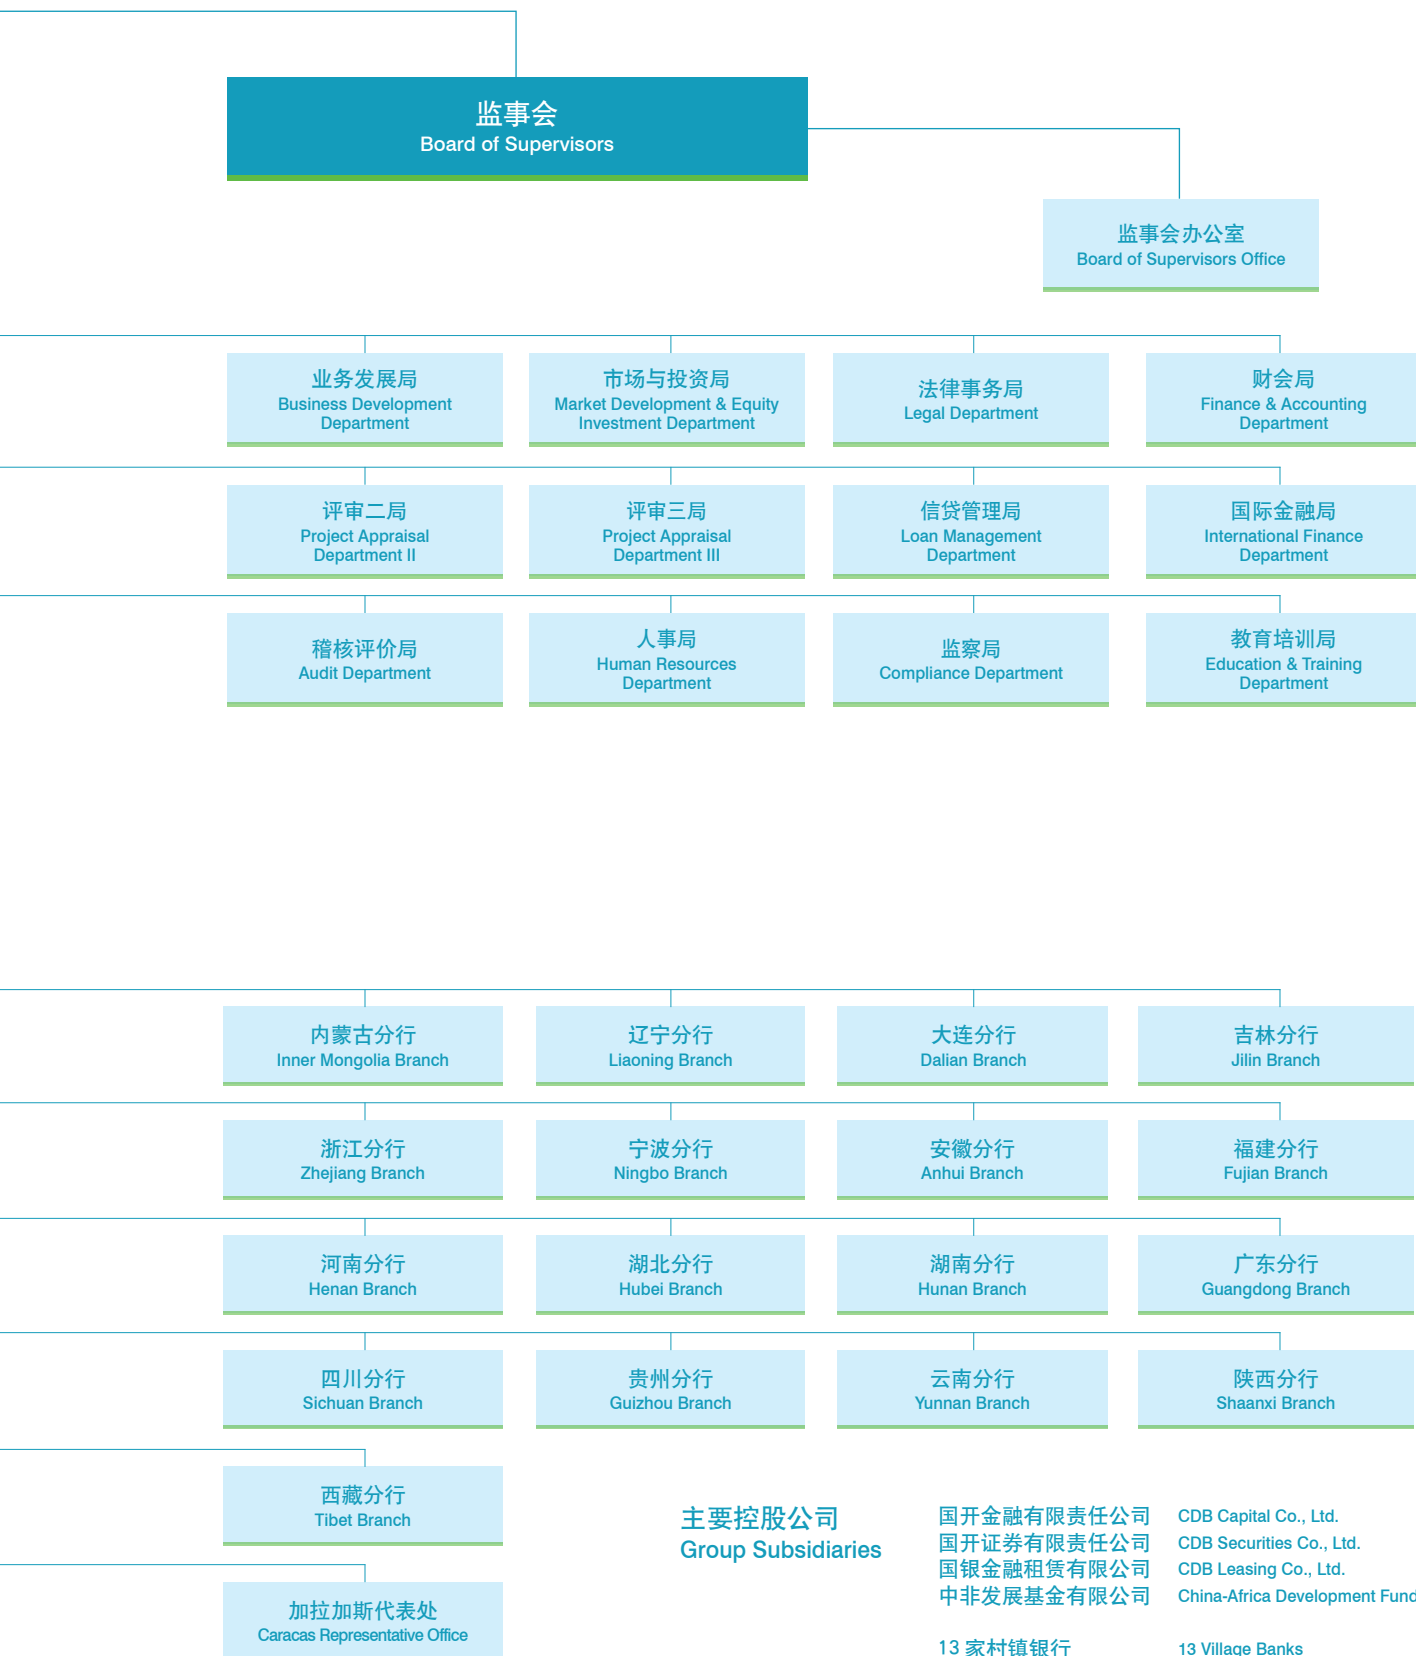 监事会
Board of Supervisors
监事会办公室
Board of Supervisors Office
业务发展局
Business Development
Department
市场与投资局
Market Development & Equity
Investment Department
法律事务局
Legal Department
财会局
Finance & Accounting
Department
评审二局
Project Appraisal
Department II
评审三局
Project Appraisal
Department III
信贷管理局
Loan Management
Department
国际金融局
International Finance
Department
稽核评价局
Audit Department
人事局
Human Resources
Department
监察局
Compliance Department
教育培训局
Education & Training
Department
内蒙古分行
Inner Mongolia Branch
辽宁分行
Liaoning Branch
大连分行
Dalian Branch
吉林分行
Jilin Branch
浙江分行
Zhejiang Branch
宁波分行
Ningbo Branch
安徽分行
Anhui Branch
福建分行
Fujian Branch
河南分行
Henan Branch
湖北分行
Hubei Branch
湖南分行
Hunan Branch
广东分行
Guangdong Branch
四川分行
Sichuan Branch
贵州分行
Guizhou Branch
云南分行
Yunnan Branch
陕西分行
Shaanxi Branch
西藏分行
Tibet Branch
加拉加斯代表处
Caracas Representative Office
主要控股公司
Group Subsidiaries
国开金融有限责任公司 CDB Capital Co., Ltd.
国开证券有限责任公司 CDB Securities Co., Ltd.
国银金融租赁有限公司 CDB Leasing Co., Ltd.
中非发展基金有限公司 China-Africa Development Fund
13 家村镇银行 13 Village Banks